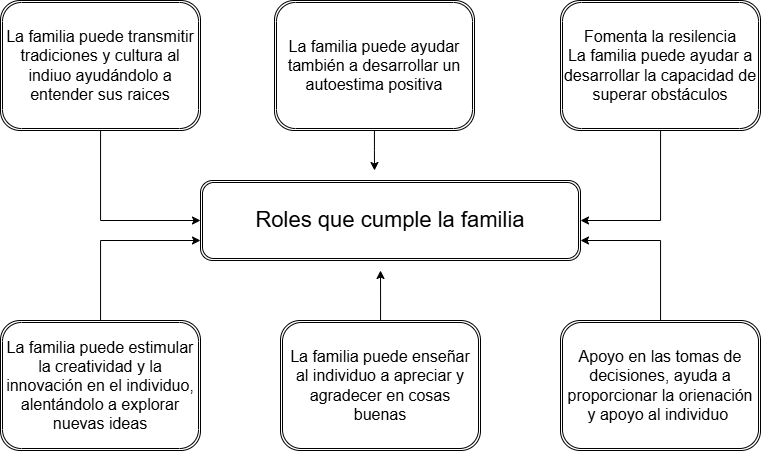 La familia puede transmitir
tradiciones y cultura al
indiuo ayudándolo a
entender sus raices
La familia puede ayudar
también a desarrollar un
autoestima positiva
Fomenta la resilencia
La familia puede ayudar a
desarrollar la capacidad de
superar obstáculos
Roles que cumple la familia
La familia puede estimular
la creatividad y la
innovación en el individuo,
alentándolo a explorar
nuevas ideas
La familia puede enseñar
al individuo a apreciar y
agradecer en cosas
buenas
Apoyo en las tomas de
decisiones, ayuda a
proporcionar la orienación
y apoyo al individuo